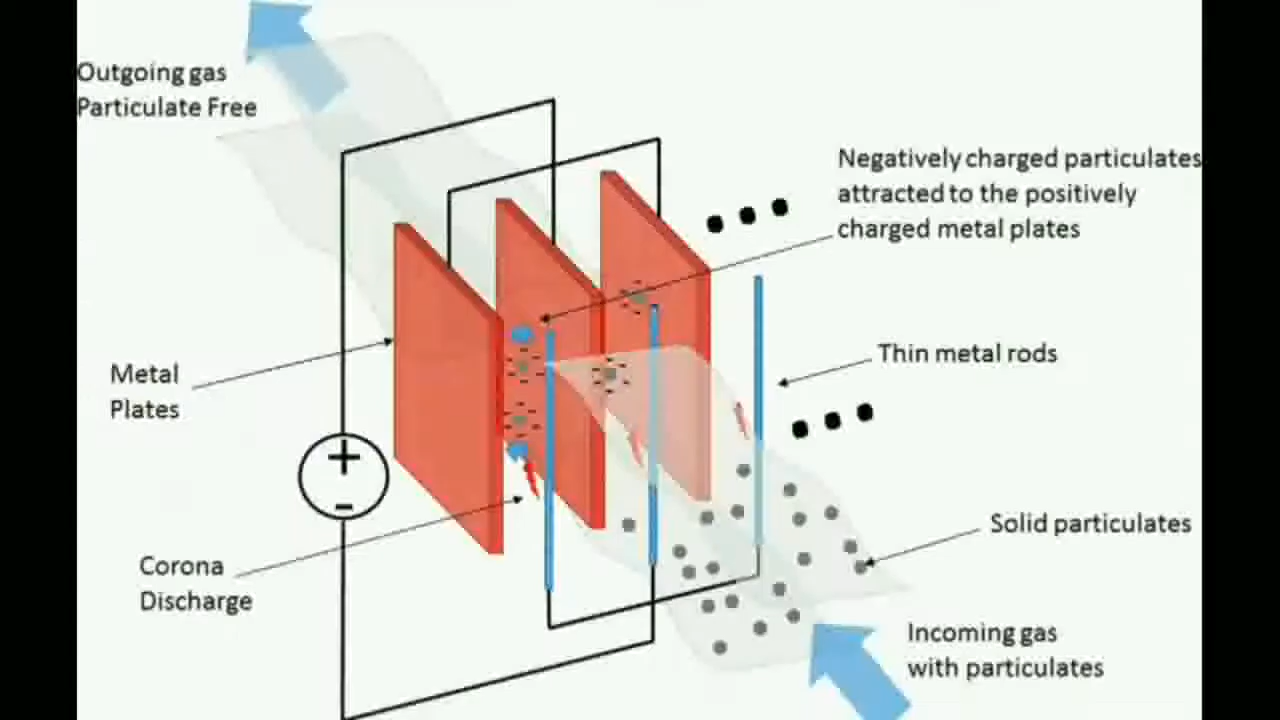 Outgoing gas
Particulate Free
Negatively charged particulates
attracted to the positively
charged metal plates
Metal
Plates
Thin metal rods
+
-
Solid particulates
Corona
Discharge
Incoming gas
with particulates